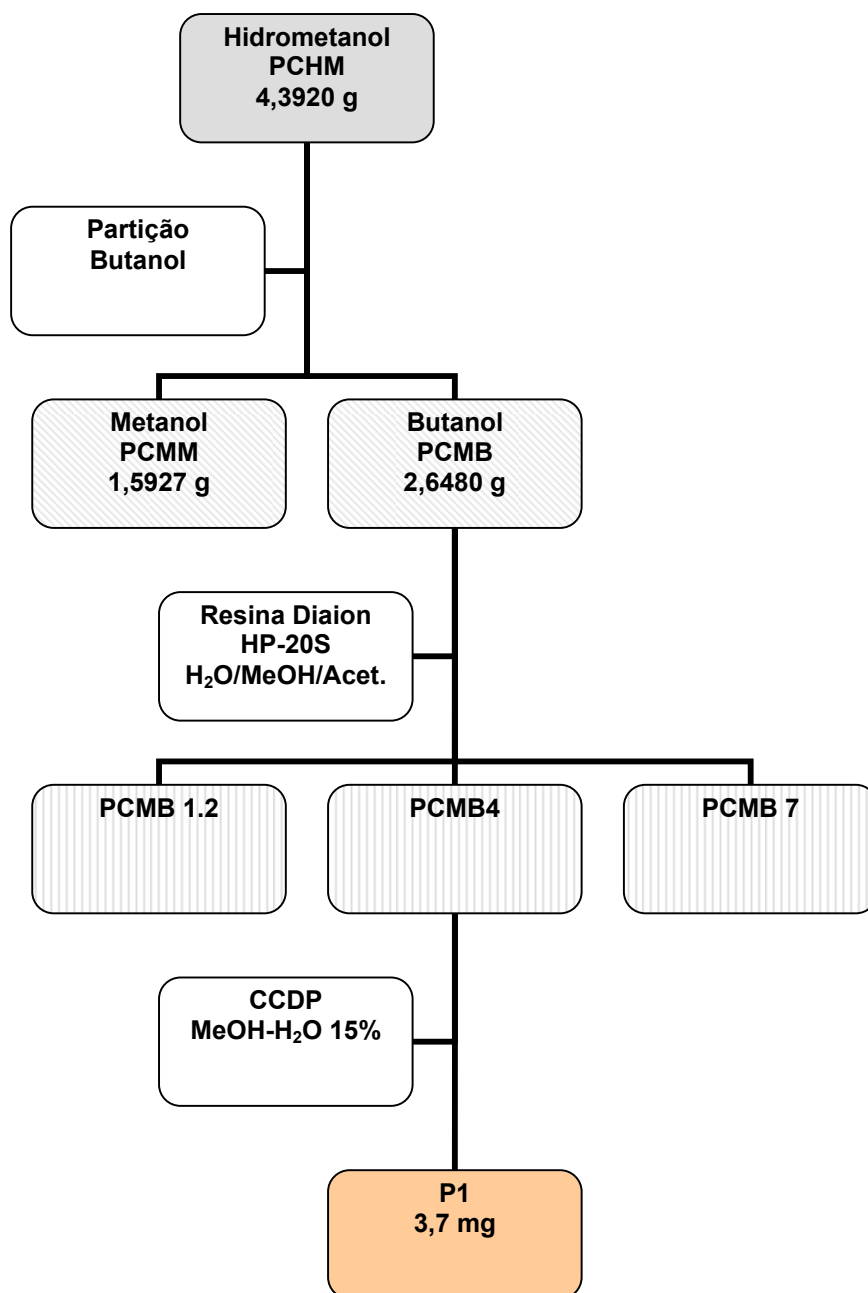 Hidrometanol
PCHM
4,3920 g
Partição
Butanol
Metanol
PCMM
1,5927 g
Butanol
PCMB
2,6480 g
Resina Diaion
HP-20S
H₂O/MeOH/Acet.
PCMB 1.2
PCMB4
PCMB 7
CCDP
MeOH-H₂O 15%
P1
3,7 mg